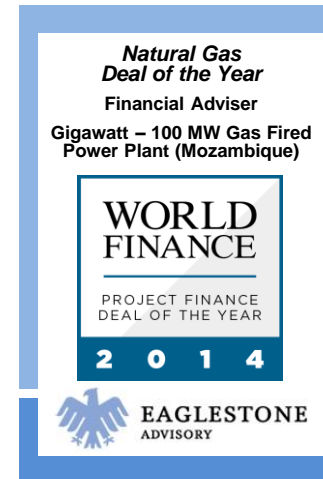 Natural Gas
Deal of the Year
Financial Adviser
Gigawatt – 100 MW Gas Fired
Power Plant (Mozambique)
WORLD
FINANCE
PROJECT FINANCE
DEAL OF THE YEAR
2 0 1 4
EAGLESTONE
ADVISORY